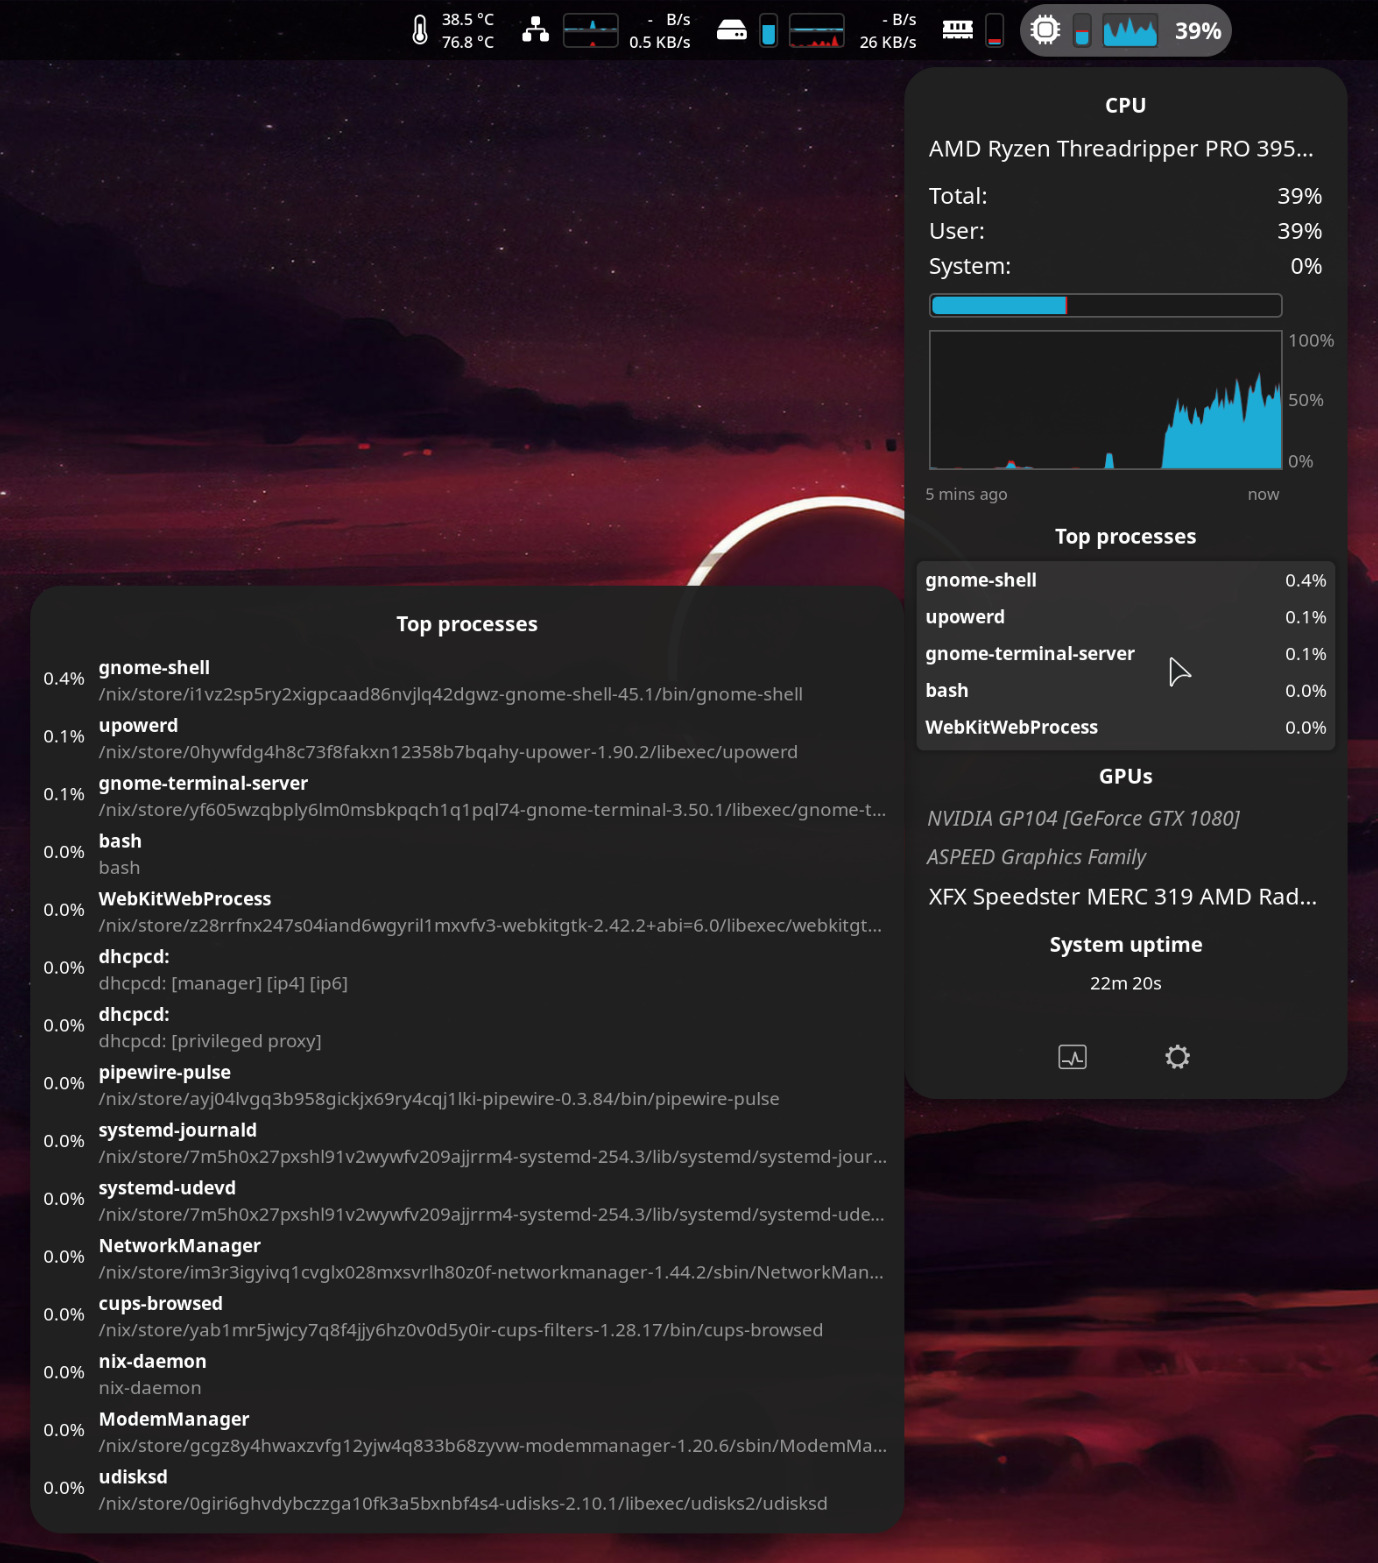 38.5 °C
76.8 °C
- B/s
0.5 KB/s
- B/s
26 KB/s
39%
CPU
AMD Ryzen Threadripper PRO 395...
Total: 39%
User: 39%
System: 0%
100%
50%
0%
5 mins ago now
Top processes
gnome-shell 0.4%
upowerd 0.1%
gnome-terminal-server 0.1%
bash 0.0%
WebKitWebProcess 0.0%
GPUs
NVIDIA GP104 [GeForce GTX 1080]
ASPEED Graphics Family
XFX Speedster MERC 319 AMD Rad...
System uptime
22m 20s
Top processes
0.4% gnome-shell
/nix/store/i1vz2sp5ry2xigpcaad86nvjlq42dgwz-gnome-shell-45.1/bin/gnome-shell
0.1% upowerd
/nix/store/0hywfdg4h8c73f8fakxn12358b7bqahy-upower-1.90.2/libexec/upowerd
0.1% gnome-terminal-server
/nix/store/yf605wzqbply6lm0msbkpqch1q1pql74-gnome-terminal-3.50.1/libexec/gnome-t...
0.0% bash
bash
0.0% WebKitWebProcess
/nix/store/z28rrfnx247s04iand6wgyril1mxvfv3-webkitgtk-2.42.2+abi=6.0/libexec/webkitgt...
0.0% dhcpcd:
dhcpcd: [manager] [ip4] [ip6]
0.0% dhcpcd:
dhcpcd: [privileged proxy]
0.0% pipewire-pulse
/nix/store/ayj04lvgq3b958gickjx69ry4cqj1lki-pipewire-0.3.84/bin/pipewire-pulse
0.0% systemd-journald
/nix/store/7m5h0x27pxshl91v2wywfv209ajjrrm4-systemd-254.3/lib/systemd/systemd-jour...
0.0% systemd-udevd
/nix/store/7m5h0x27pxshl91v2wywfv209ajjrrm4-systemd-254.3/lib/systemd/systemd-ude...
0.0% NetworkManager
/nix/store/im3r3igyivq1cvglx028mxsvrlh80z0f-networkmanager-1.44.2/sbin/NetworkMan...
0.0% cups-browsed
/nix/store/yab1mr5jwjcy7q8f4jjy6hz0v0d5y0ir-cups-filters-1.28.17/bin/cups-browsed
0.0% nix-daemon
nix-daemon
0.0% ModemManager
/nix/store/gcgz8y4hwaxzvfg12yjw4q833b68zyvw-modemmanager-1.20.6/sbin/ModemMa...
0.0% udisksd
/nix/store/0giri6ghvdybczzga10fk3a5bxnbf4s4-udisks-2.10.1/libexec/udisks2/udisksd